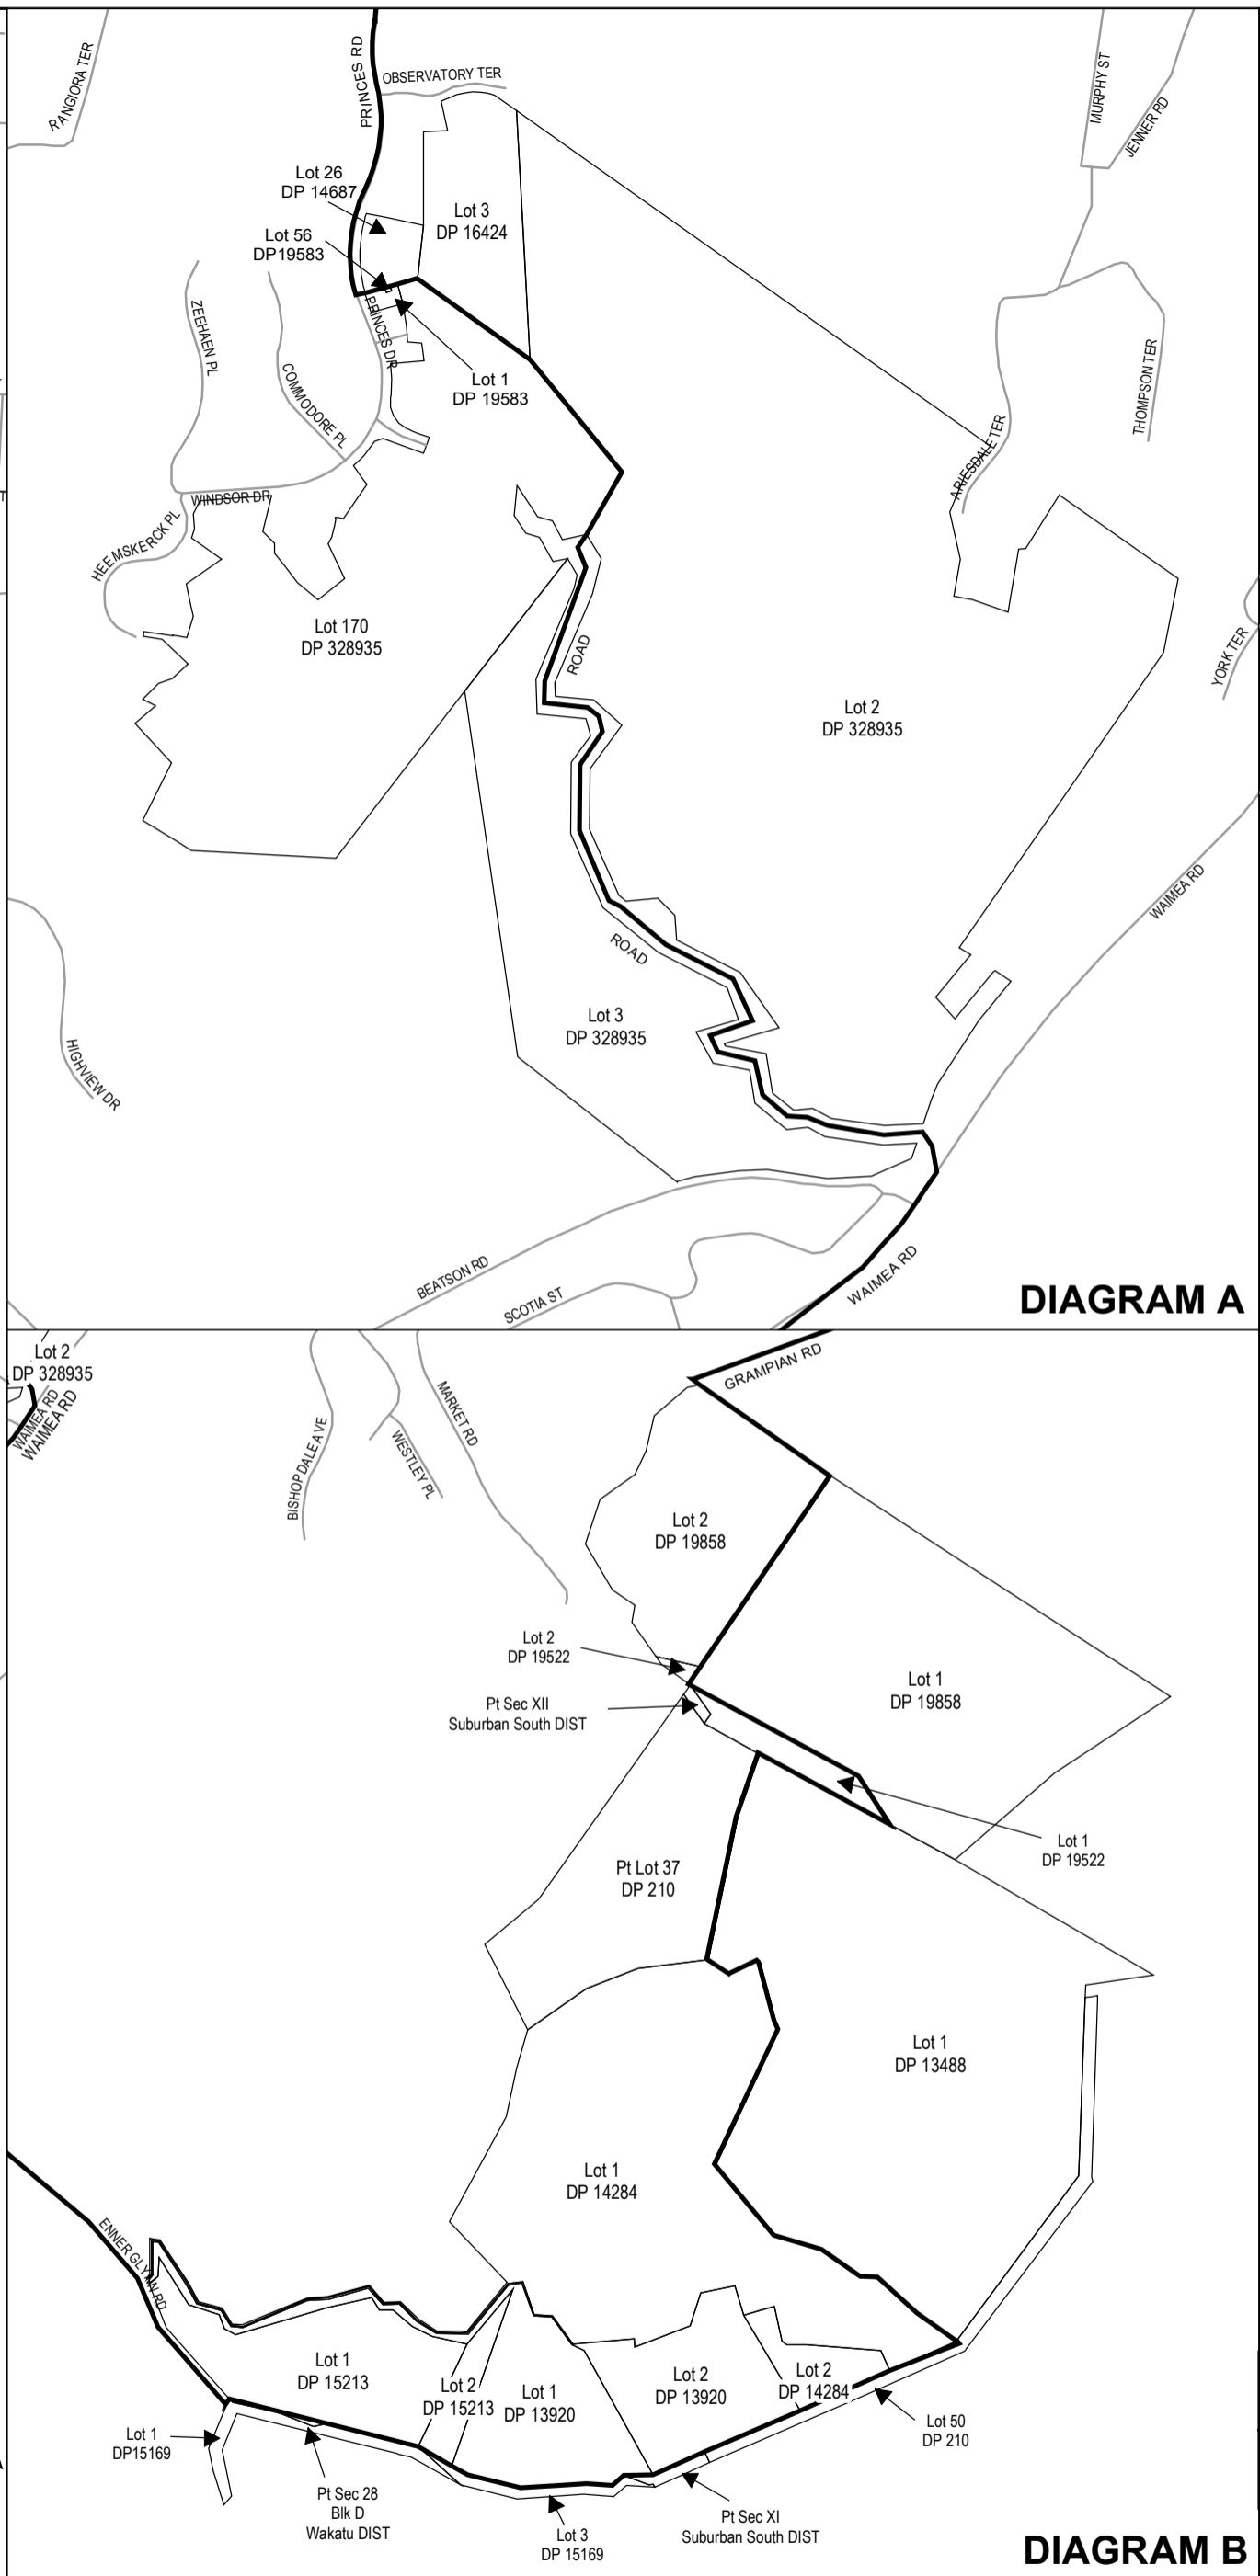 RANGIORA TER
PRINCES RD
OBSERVATORY TER
MURPHY ST
JENNER RD
Lot 26
DP 14687
Lot 3
DP 16424
Lot 56
DP19583
PRINCES DR
ZEEHAEN PL
COMMODORE PL
Lot 1
DP 19583
THOMPSON TER
ARIESDALE TER
WINDSOR DR
HEEMSKERCK PL
Lot 170
DP 328935
ROAD
YORK TER
Lot 2
DP 328935
WAIMEA RD
ROAD
Lot 3
DP 328935
HIGHVIEW DR
BEATSON RD
SCOTIA ST
WAIMEA RD
DIAGRAM A
Lot 2
DP 328935
WAIMEA RD
WAIMEA RD
BISHOPDALE AVE
WESTLEY PL
MARKET RD
GRAMPIAN RD
Lot 2
DP 19858
Lot 2
DP 19522
Pt Sec XII
Suburban South DIST
Lot 1
DP 19858
Lot 1
DP 19522
Pt Lot 37
DP 210
Lot 1
DP 13488
Lot 1
DP 14284
ENNER GLYNN RD
Lot 1
DP 15213
Lot 2
DP 15213
Lot 1
DP 13920
Lot 2
DP 13920
Lot 2
DP 14284
Lot 50
DP 210
Lot 1
DP15169
Pt Sec 28
Blk D
Wakatu DIST
Lot 3
DP 15169
Pt Sec XI
Suburban South DIST
DIAGRAM B